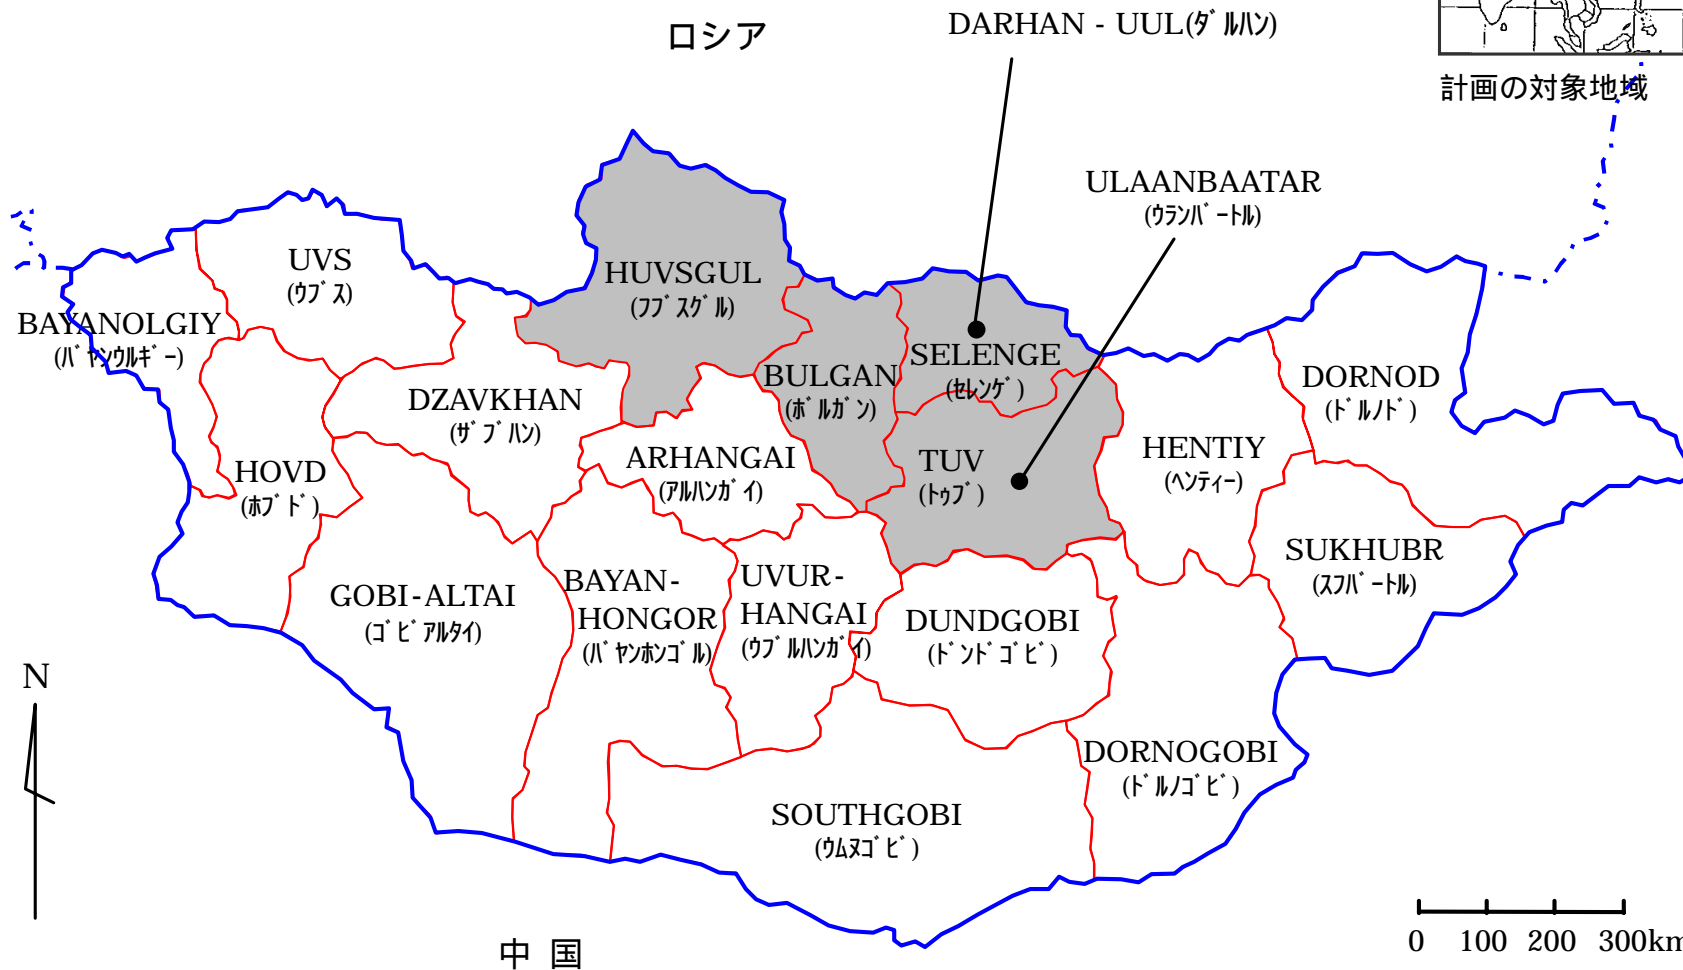 ロシア
DARHAN - UUL(ﾀﾞﾙﾊﾝ)
計画の対象地域
ULAANBAATAR
(ｳﾗﾝﾊﾞｰﾄﾙ)
UVS
(ｳﾌﾞｽ)
HUVSGUL
(ﾌﾌﾞｽｸﾞﾙ)
BAYANOLGIY
(ﾊﾞﾔﾝｳﾙｷﾞｰ)
SELENGE
(ｾﾚﾝｹﾞ)
BULGAN
(ﾎﾞﾙｶﾞﾝ)
DORNOD
(ﾄﾞﾙﾉﾄﾞ)
DZAVKHAN
(ｻﾞﾌﾞﾊﾝ)
HENTIY
(ﾍﾝﾃｨｰ)
ARHANGAI
(ｱﾙﾊﾝｶﾞｲ)
TUV
(ﾄｩﾌﾞ)
HOVD
(ﾎﾌﾞﾄﾞ)
SUKHUBR
(ｽﾌﾊﾞｰﾄﾙ)
GOBI-ALTAI
(ｺﾞﾋﾞｱﾙﾀｲ)
BAYAN-
HONGOR
(ﾊﾞﾔﾝﾎﾝｺﾞﾙ)
UVUR-
HANGAI
(ｳﾌﾞﾙﾊﾝｶﾞｲ)
DUNDGOBI
(ﾄﾞﾝﾄﾞｺﾞﾋﾞ)
N
DORNOGOBI
(ﾄﾞﾙﾉｺﾞﾋﾞ)
SOUTHGOBI
(ｳﾑﾇｺﾞﾋﾞ)
0 100 200 300km
中 国